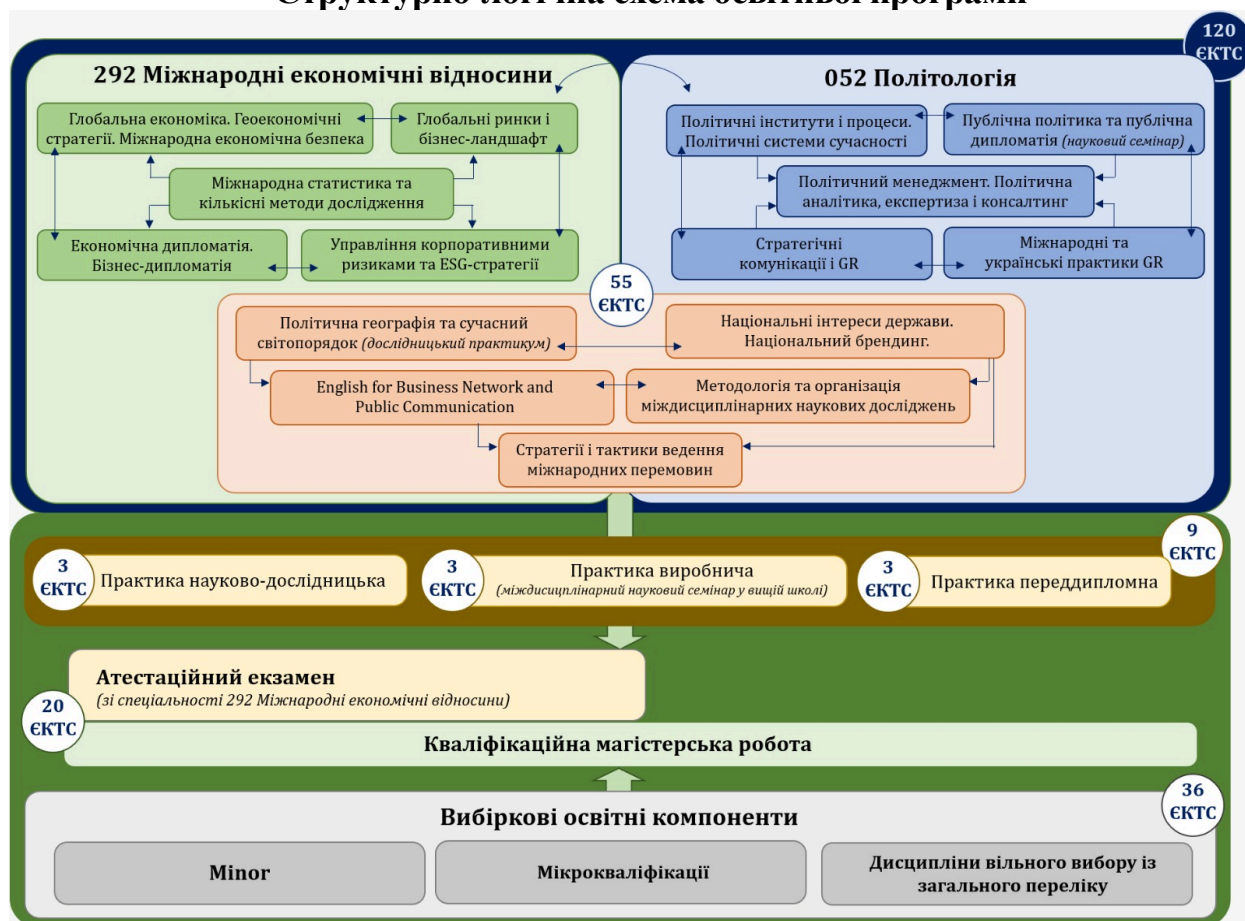 Структурно-логічна схема освітньої програми
120
ЄКТС
292 Міжнародні економічні відносини
Глобальна економіка. Геоекономічні
стратегії. Міжнародна економічна безпека
Глобальні ринки і
бізнес-ландшафт
Міжнародна статистика та
кількісні методи дослідження
Економічна дипломатія.
Бізнес-дипломатія
Управління корпоративними
ризиками та ESG-стратегії
052 Політологія
Політичні інститути і процеси.
Політичні системи сучасності
Публічна політика та публічна
дипломатія (науковий семінар)
Політичний менеджмент. Політична
аналітика, експертиза і консалтинг
Стратегічні
комунікації і GR
Міжнародні та
українські практики GR
55
ЄКТС
Політична географія та сучасний
світопорядок (дослідницький практикум)
Національні інтереси держави.
Національний брендинг.
English for Business Network and
Public Communication
Методологія та організація
міждисциплінарних наукових досліджень
Стратегії і тактики ведення
міжнародних перемовин
9
ЄКТС
3
ЄКТС
Практика науково-дослідницька
3
ЄКТС
Практика виробнича
(міждисицплінарний науковий семінар у вищій школі)
3
ЄКТС
Практика переддипломна
Атестаційний екзамен
(зі спеціальності 292 Міжнародні економічні відносини)
20
ЄКТС
Кваліфікаційна магістерська робота
36
ЄКТС
Вибіркові освітні компоненти
Minor
Мікрокваліфікації
Дисципліни вільного вибору із
загального переліку